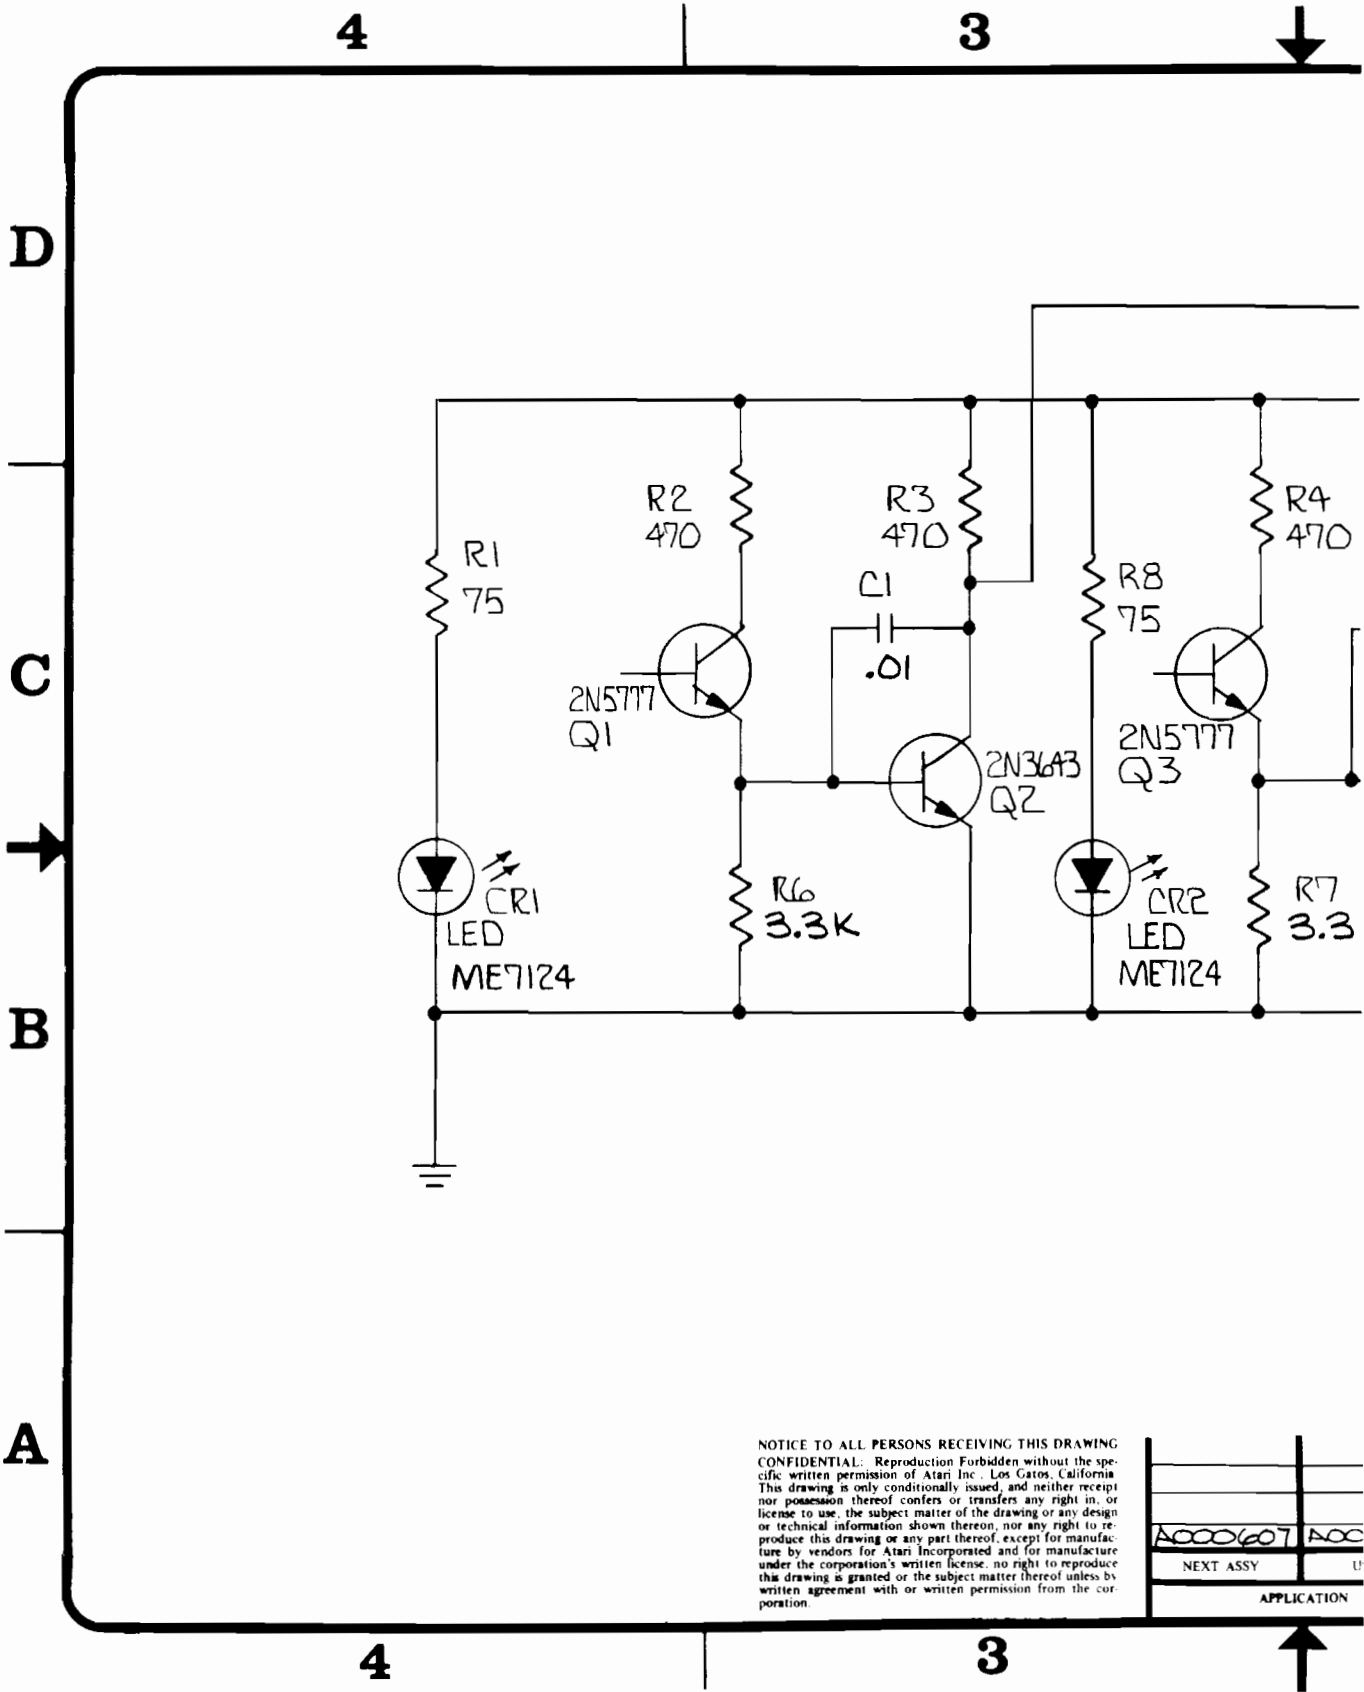 4
3
D
R2
470
R3
470
R4
470
R1
75
C1
.01
R8
75
C
2N5777
Q1
2N3643
Q2
2N5777
Q3
CR1
LED
ME7124
R6
3.3K
CR2
LED
ME7124
R7
3.3
B
A
NOTICE TO ALL PERSONS RECEIVING THIS DRAWING
CONFIDENTIAL: Reproduction Forbidden without the spe-
cific written permission of Atari Inc., Los Gatos, California
This drawing is only conditionally issued, and neither receipt
nor possession thereof confers or transfers any right in, or
license to use, the subject matter of the drawing or any design
or technical information shown thereon, nor any right to re-
produce this drawing or any part thereof, except for manufac-
ture by vendors for Atari Incorporated and for manufacture
under the corporation's written license, no right to reproduce
this drawing is granted or the subject matter thereof unless by
written agreement with or written permission from the cor-
poration.
A000607 A00
NEXT ASSY U
APPLICATION
4
3